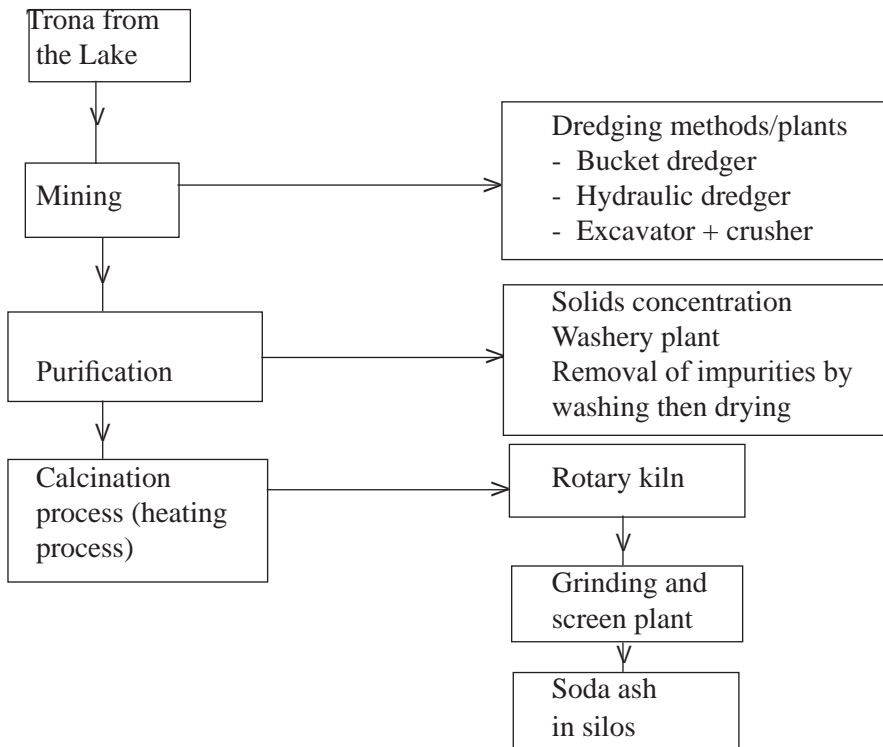 Trona from
the Lake
Mining
Dredging methods/plants
- Bucket dredger
- Hydraulic dredger
- Excavator + crusher
Purification
Solids concentration
Washery plant
Removal of impurities by
washing then drying
Calcination
process (heating
process)
Rotary kiln
Grinding and
screen plant
Soda ash
in silos